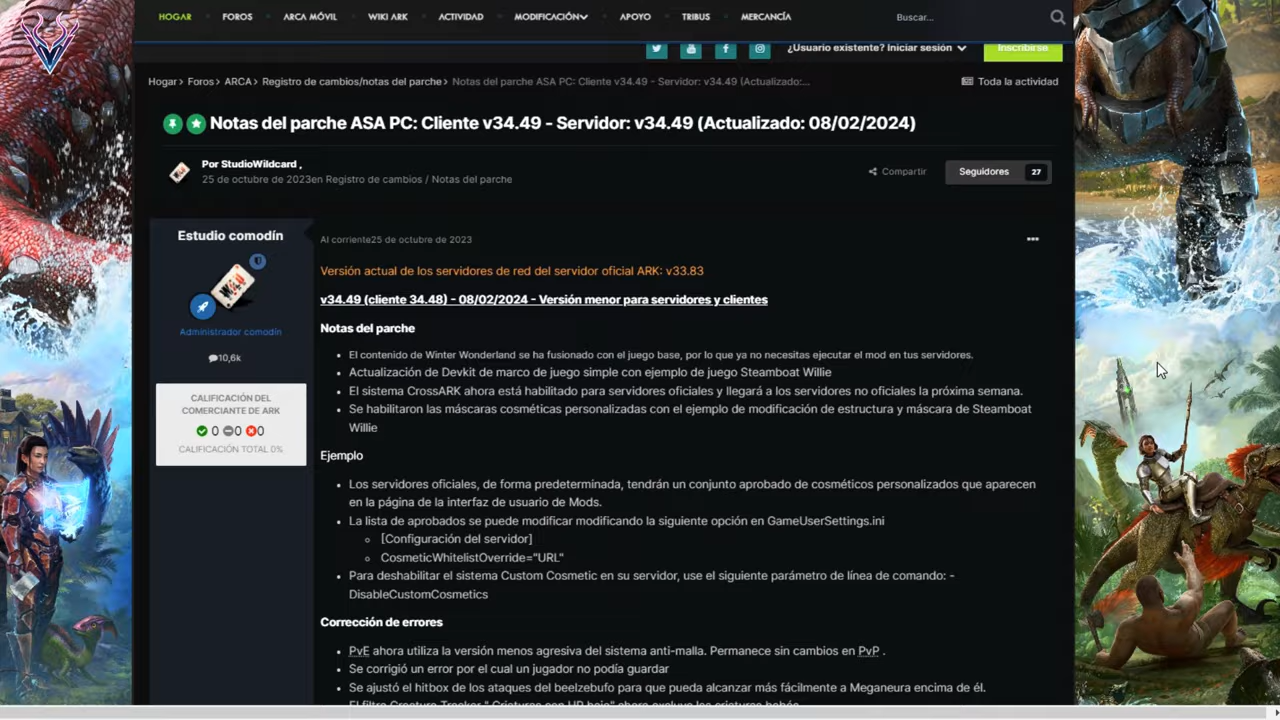 HOGAR
FOROS
ARCA MÓVIL
WIKI ARK
ACTIVIDAD
MODIFICACIÓN
APOYO
TRIBUS
MERCANCÍA
Buscar...
¿Usuario existente? Iniciar sesión
Inscribirse
Hogar > Foros > ARCA > Registro de cambios/notas del parche > Notas del parche ASA PC: Cliente v34.49 - Servidor: v34.49 (Actualizado:...
Toda la actividad
Notas del parche ASA PC: Cliente v34.49 - Servidor: v34.49 (Actualizado: 08/02/2024)
Por StudioWildcard ,
25 de octubre de 2023en Registro de cambios / Notas del parche
Compartir
Seguidores 27
Estudio comodín
Administrador comodín
10,6k
CALIFICACIÓN DEL
COMERCIANTE DE ARK
0 0 0
CALIFICACIÓN TOTAL 0%
Al corriente25 de octubre de 2023
Versión actual de los servidores de red del servidor oficial ARK: v33.83
v34.49 (cliente 34.48) - 08/02/2024 - Versión menor para servidores y clientes
Notas del parche
• El contenido de Winter Wonderland se ha fusionado con el juego base, por lo que ya no necesitas ejecutar el mod en tus servidores.
• Actualización de Devkit de marco de juego simple con ejemplo de juego Steamboat Willie
• El sistema CrossARK ahora está habilitado para servidores oficiales y llegará a los servidores no oficiales la próxima semana.
• Se habilitaron las máscaras cosméticas personalizadas con el ejemplo de modificación de estructura y máscara de Steamboat
Willie
Ejemplo
• Los servidores oficiales, de forma predeterminada, tendrán un conjunto aprobado de cosméticos personalizados que aparecen
en la página de la interfaz de usuario de Mods.
• La lista de aprobados se puede modificar modificando la siguiente opción en GameUserSettings.ini
[Configuración del servidor]
CosmeticWhitelistOverride="URL"
• Para deshabilitar el sistema Custom Cosmetic en su servidor, use el siguiente parámetro de línea de comando: -
DisableCustomCosmetics
Corrección de errores
• PvE ahora utiliza la versión menos agresiva del sistema anti-malla. Permanece sin cambios en PvP .
• Se corrigió un error por el cual un jugador no podía guardar
• Se ajustó el hitbox de los ataques del beelzebufo para que pueda alcanzar más fácilmente a Meganeura encima de él.
• El filtro Creature Tracker " Criaturas con HP bajo" ahora excluye las criaturas bebés